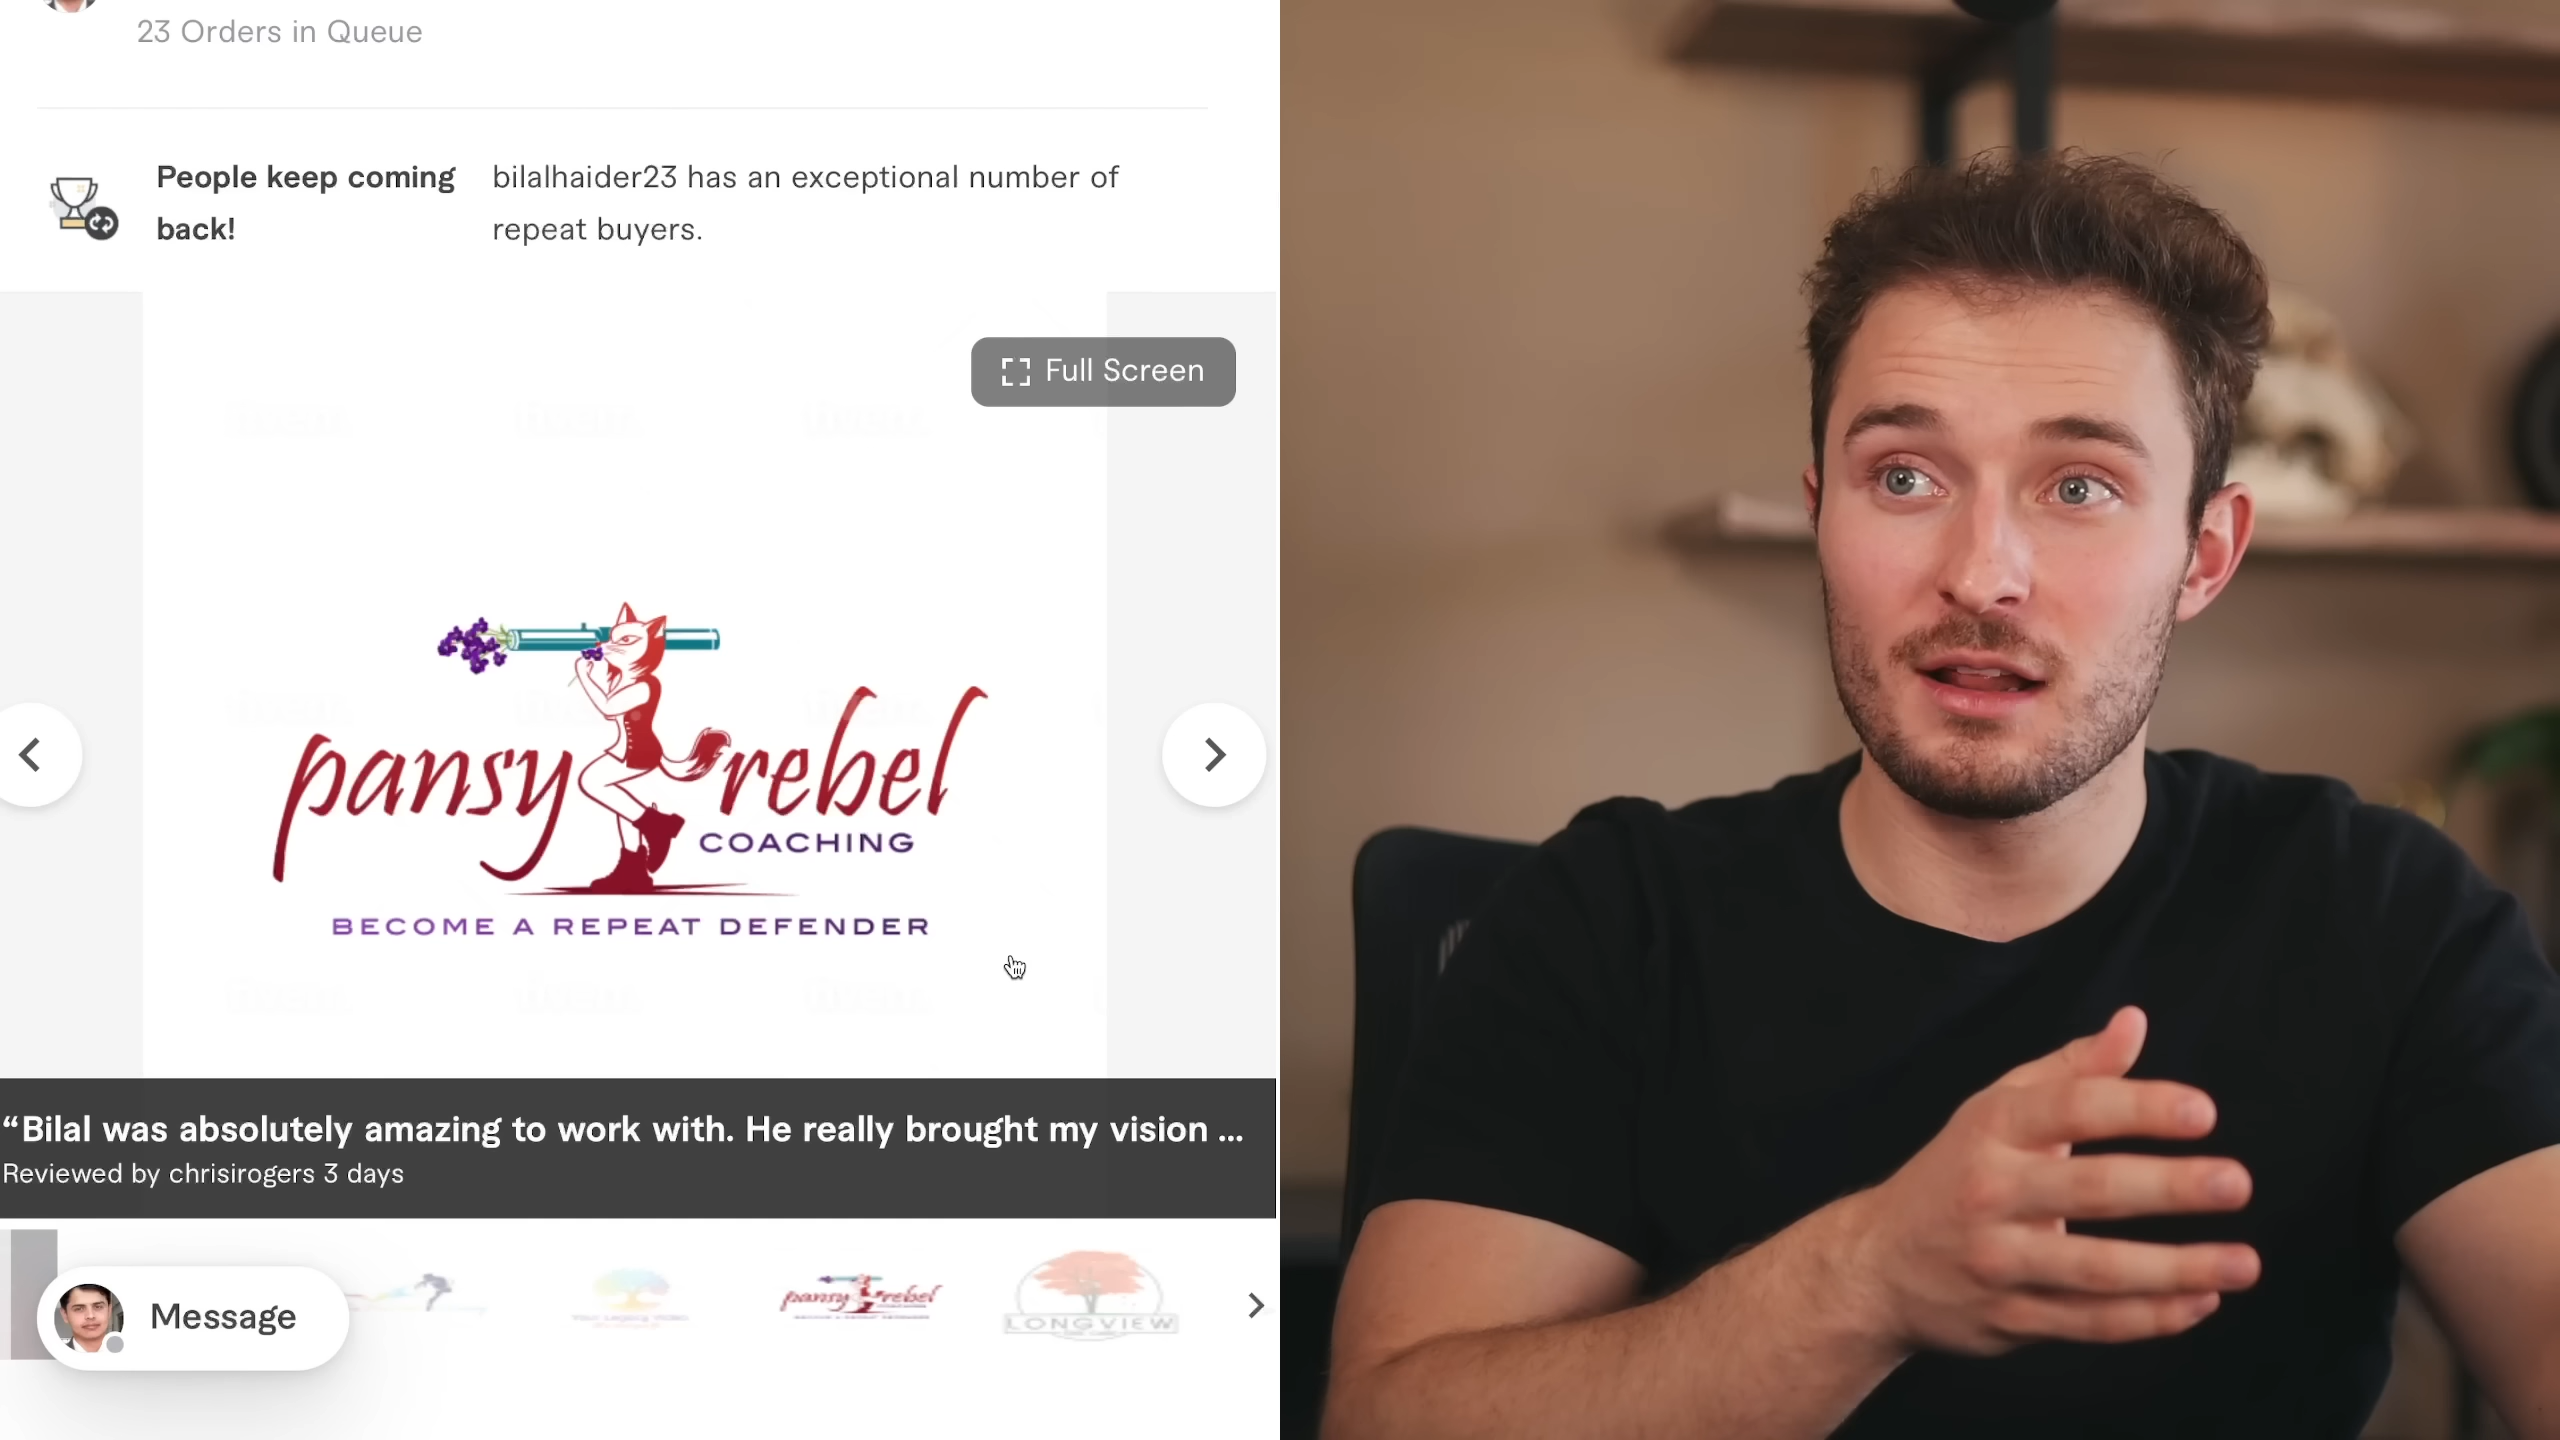 23 Orders in Queue
People keep coming back!
bilalhaider23 has an exceptional number of repeat buyers.
Full Screen
pansy rebel
COACHING
BECOME A REPEAT DEFENDER
“Bilal was absolutely amazing to work with. He really brought my vision ...
Reviewed by chrisirogers 3 days
Message
pansy rebel
LONGVIEW